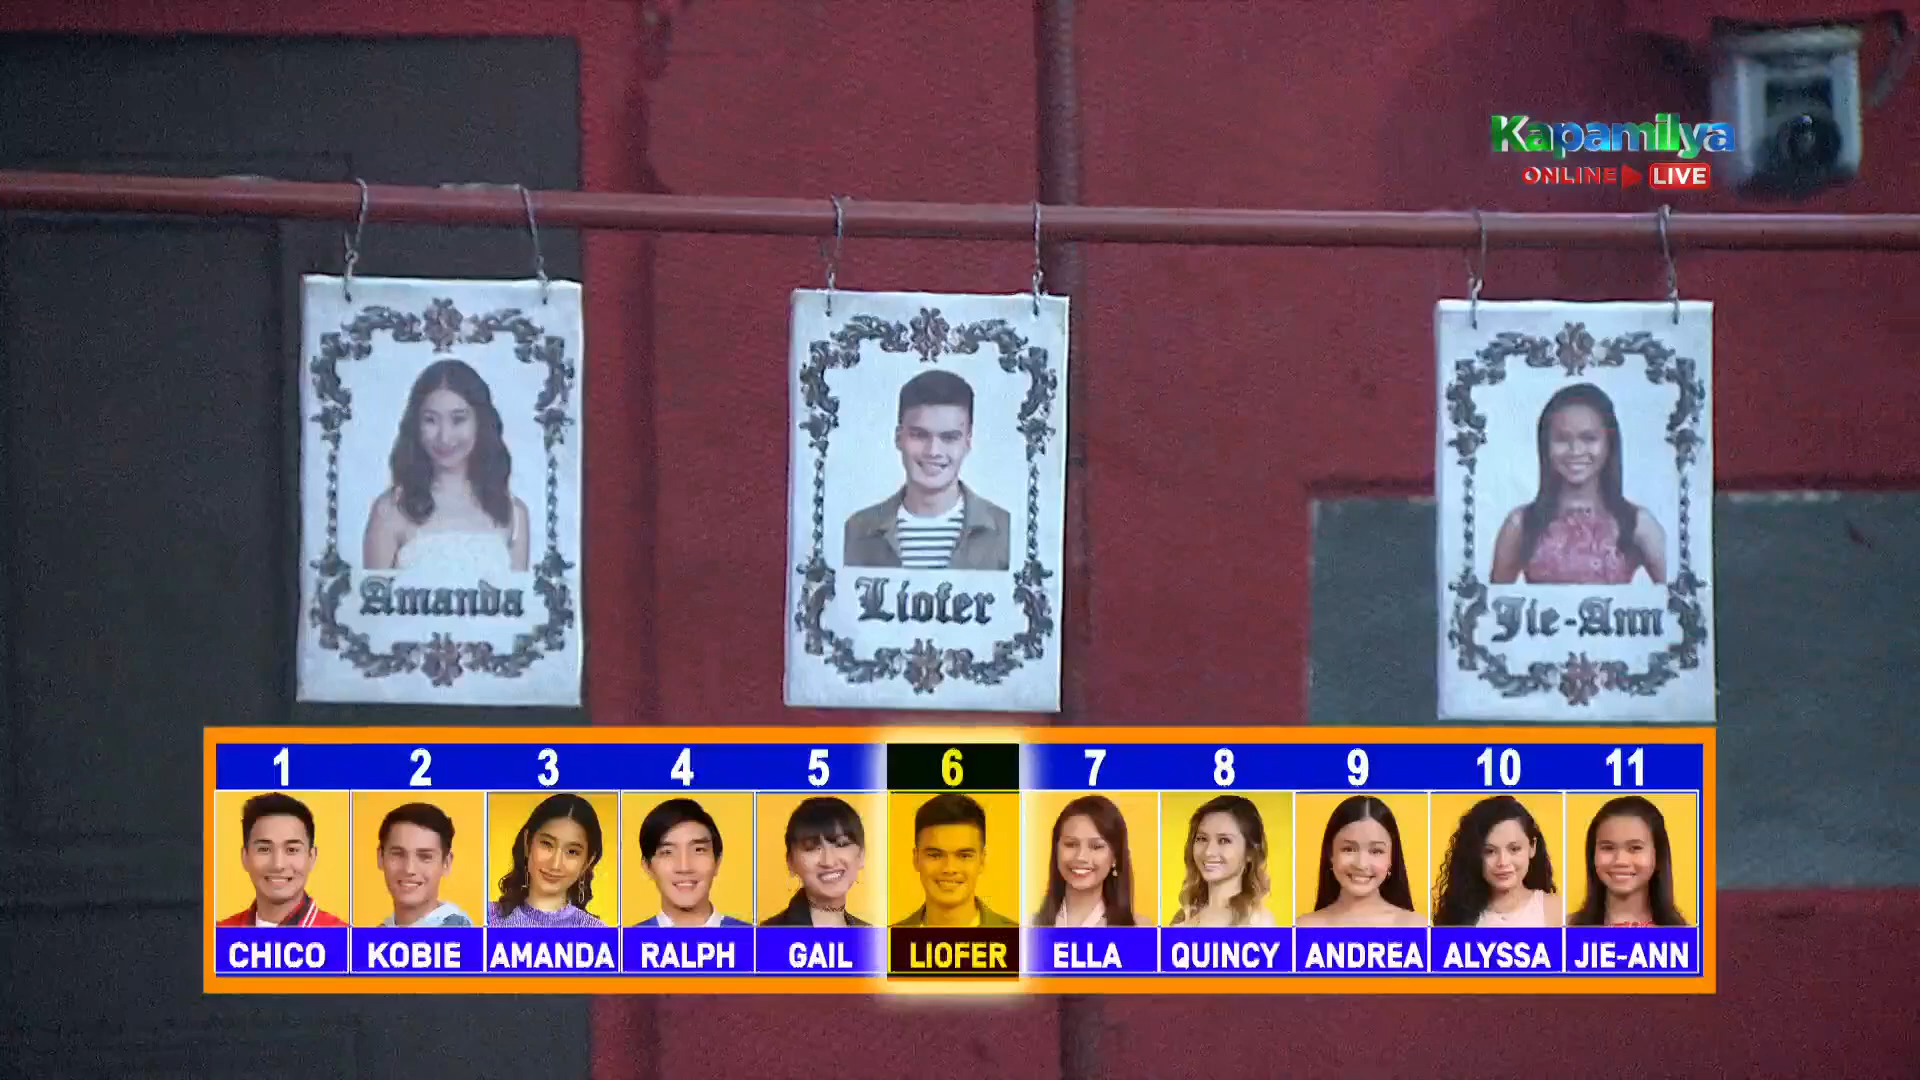 Kapamilya
ONLINE LIVE
Amanda
Liofer
Jie-Ann
1 2 3 4 5 6 7 8 9 10 11
CHICO KOBIE AMANDA RALPH GAIL LIOFER ELLA QUINCY ANDREA ALYSSA JIE-ANN